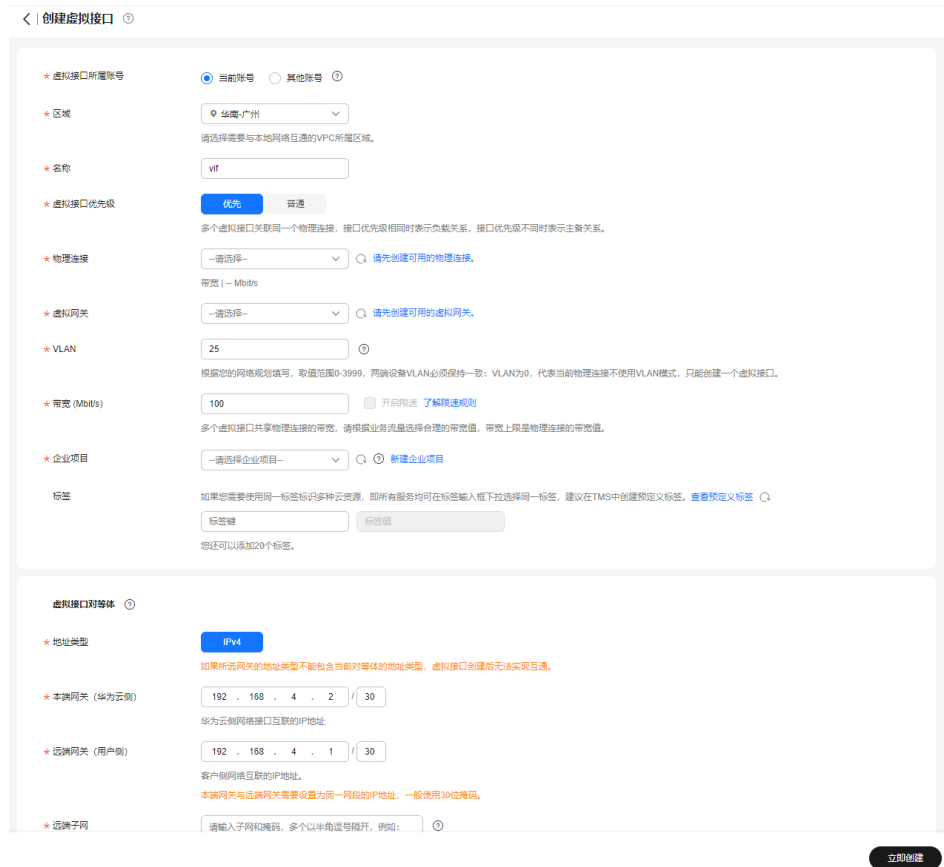 创建虚拟接口
虚拟接口所属账号 当前账号 其他账号
区域 华南-广州
请选择需要与本地网络互通的VPC所属区域。
名称 vif
虚拟接口优先级 优先 普通
多个虚拟接口关联同一个物理连接，接口优先级相同时表示负载关系，接口优先级不同时表示主备关系。
物理连接 --请选择-- 请先创建可用的物理连接。
带宽 | -- Mbit/s
虚拟网关 --请选择-- 请先创建可用的虚拟网关。
VLAN 25
根据您的网络规划填写，取值范围0-3999，两端设备VLAN必须保持一致：VLAN为0，代表当前物理连接不使用VLAN模式，只能创建一个虚拟接口。
带宽 (Mbit/s) 100 开启限速 了解限速规则
多个虚拟接口共享物理连接的带宽，请根据业务流量选择合理的带宽值，带宽上限是物理连接的带宽值。
企业项目 --请选择企业项目-- 新建企业项目
标签 如果您需要使用同一标签标识多种云资源，即所有服务均可在标签输入框下拉选择同一标签，建议在TMS中创建预定义标签。查看预定义标签
标签键 标签值
您还可以添加20个标签。
虚拟接口对等体
地址类型 IPv4
如果所选网关的地址类型不能包含当前对等体的地址类型，虚拟接口创建后无法实现互通。
本端网关（华为云侧） 192 . 168 . 4 . 2 / 30
华为云侧网络接口互联的IP地址
远端网关（用户侧） 192 . 168 . 4 . 1 / 30
客户侧网络互联的IP地址。
本端网关与远端网关需要设置为同一网段的IP地址，一般使用30位掩码。
远端子网 请输入子网和掩码，多个以半角逗号隔开，例如：
立即创建